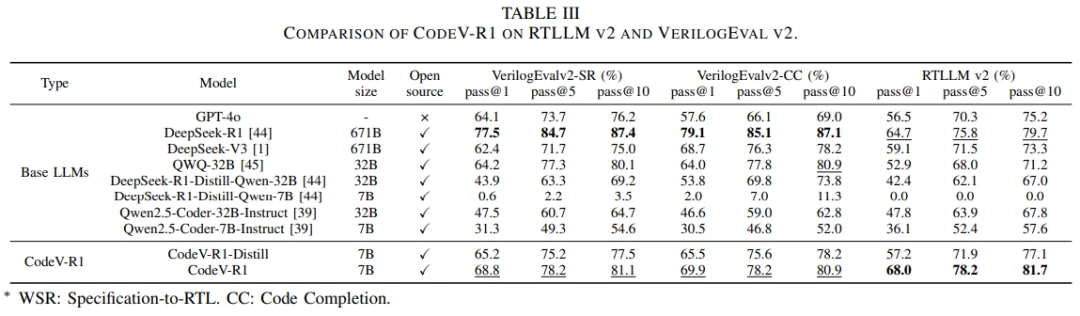 TABLE III
COMPARISON OF CODEV-R1 ON RTLLM V2 AND VERILOGEVAL V2.
Type Model Model size Open source VerilogEvalv2-SR (%) VerilogEvalv2-CC (%) RTLLM v2 (%)
pass@1 pass@5 pass@10 pass@1 pass@5 pass@10 pass@1 pass@5 pass@10
Base LLMs
GPT-4o - × 64.1 73.7 76.2 57.6 66.1 69.0 56.5 70.3 75.2
DeepSeek-R1 [44] 671B ✓ 77.5 84.7 87.4 79.1 85.1 87.1 64.7 75.8 79.7
DeepSeek-V3 [1] 671B ✓ 62.4 71.7 75.0 68.7 76.3 78.2 59.1 71.5 73.3
QWQ-32B [45] 32B ✓ 64.2 77.3 80.1 64.0 77.8 80.9 52.9 68.0 71.2
DeepSeek-R1-Distill-Qwen-32B [44] 32B ✓ 43.9 63.3 69.2 53.8 69.8 73.8 42.4 62.1 67.0
DeepSeek-R1-Distill-Qwen-7B [44] 7B ✓ 0.6 2.2 3.5 2.0 7.0 11.3 0.0 0.0 0.0
Qwen2.5-Coder-32B-Instruct [39] 32B ✓ 47.5 60.7 64.7 46.6 59.0 62.8 47.8 63.9 67.8
Qwen2.5-Coder-7B-Instruct [39] 7B ✓ 31.3 49.3 54.6 30.5 46.8 52.0 36.1 52.4 57.6
CodeV-R1
CodeV-R1-Distill 7B ✓ 65.2 75.2 77.5 65.5 75.6 78.2 57.2 71.9 77.1
CodeV-R1 7B ✓ 68.8 78.2 81.1 69.9 78.2 80.9 68.0 78.2 81.7
* WSR: Specification-to-RTL. CC: Code Completion.